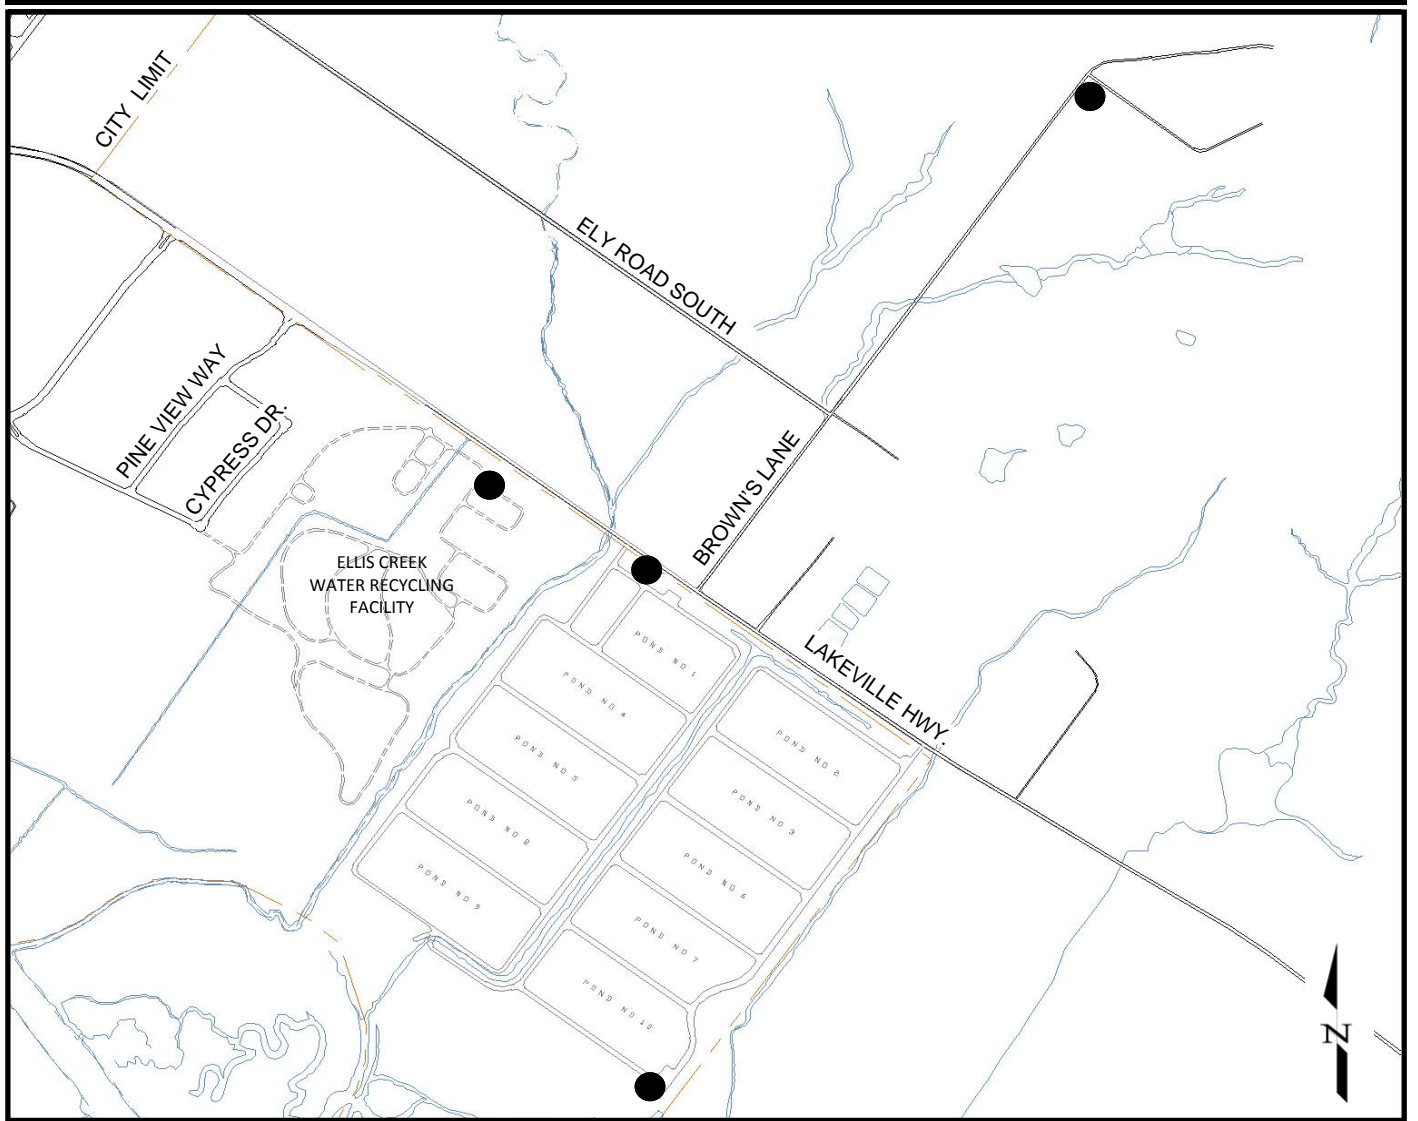 CITY LIMIT
ELY ROAD SOUTH
PINE VIEW WAY
CYPRESS DR.
BROWN'S LANE
ELLIS CREEK
WATER RECYCLING
FACILITY
LAKEVILLE HWY.
POND NO 1
POND NO 4
POND NO 5
POND NO 8
POND NO 9
POND NO 2
POND NO 3
POND NO 6
POND NO 7
POND NO 10
N